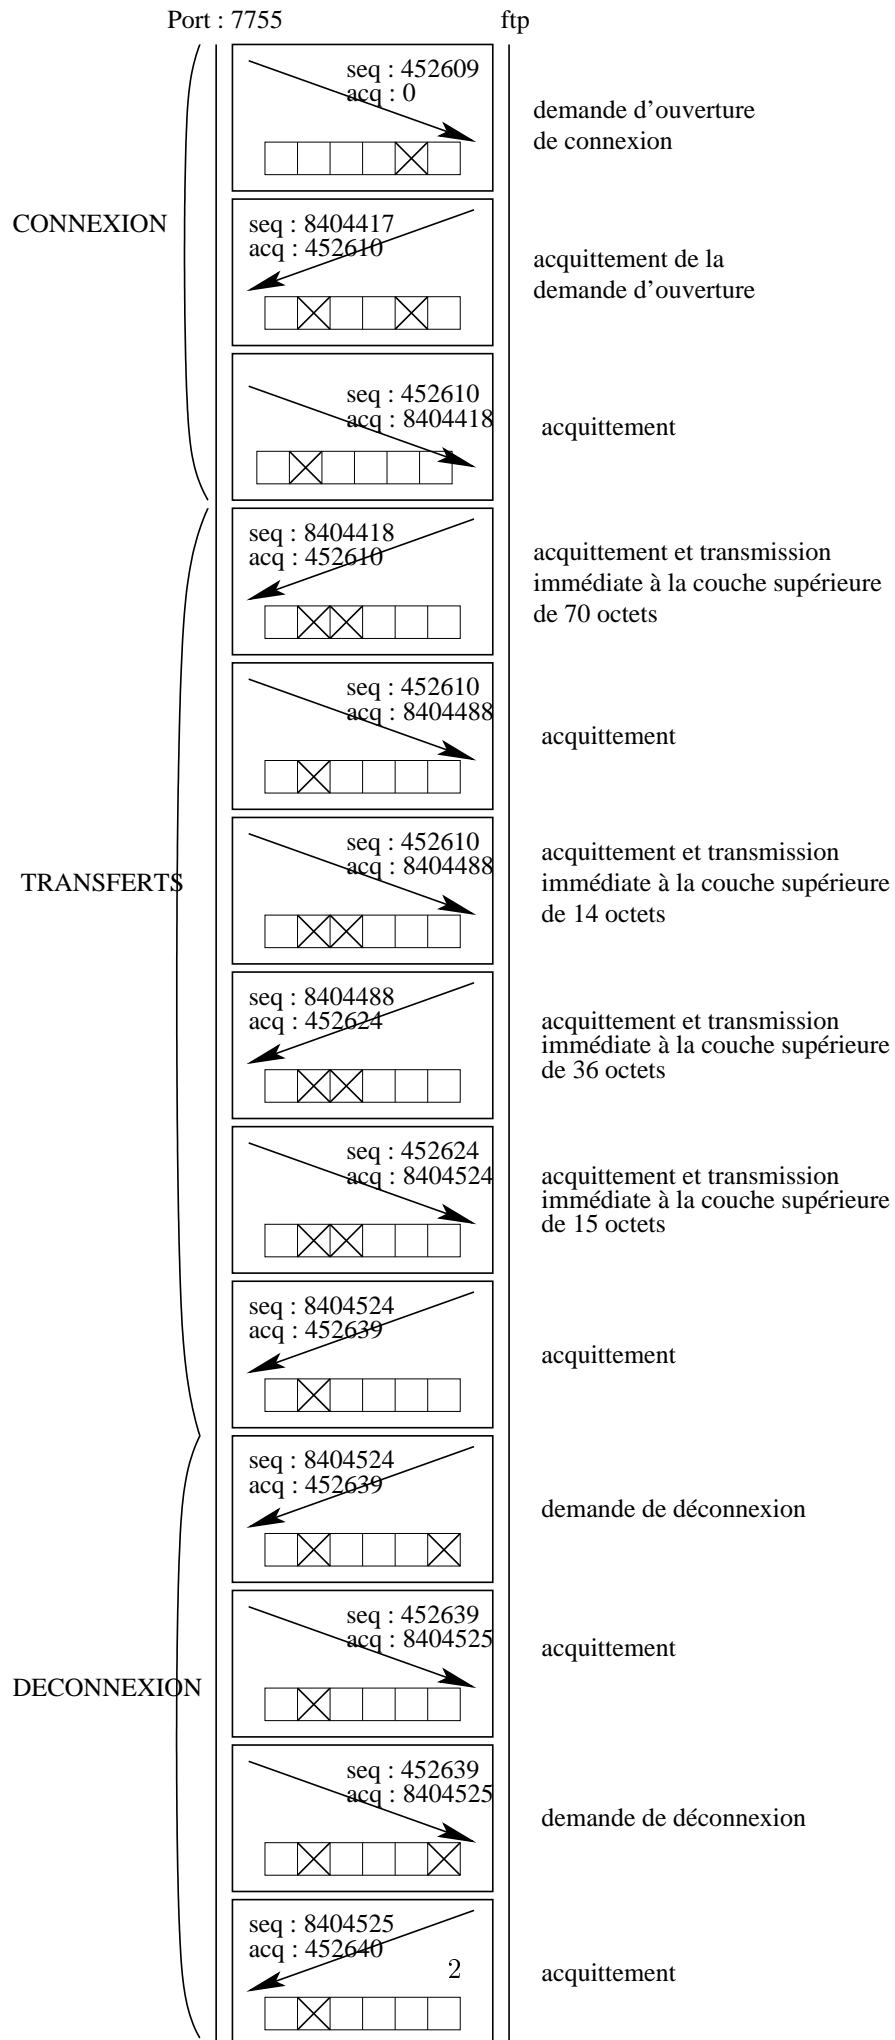 Port : 7755
ftp
seq : 452609
acq : 0
demande d'ouverture
de connexion
CONNEXION
seq : 8404417
acq : 452610
acquittement de la
demande d'ouverture
seq : 452610
acq : 8404418
acquittement
seq : 8404418
acq : 452610
acquittement et transmission
immédiate à la couche supérieure
de 70 octets
seq : 452610
acq : 8404488
acquittement
TRANSFERTS
seq : 452610
acq : 8404488
acquittement et transmission
immédiate à la couche supérieure
de 14 octets
seq : 8404488
acq : 452624
acquittement et transmission
immédiate à la couche supérieure
de 36 octets
seq : 452624
acq : 8404524
acquittement et transmission
immédiate à la couche supérieure
de 15 octets
seq : 8404524
acq : 452639
acquittement
seq : 8404524
acq : 452639
demande de déconnexion
DECONNEXION
seq : 452639
acq : 8404525
acquittement
seq : 452639
acq : 8404525
demande de déconnexion
seq : 8404525
acq : 452640
2
acquittement